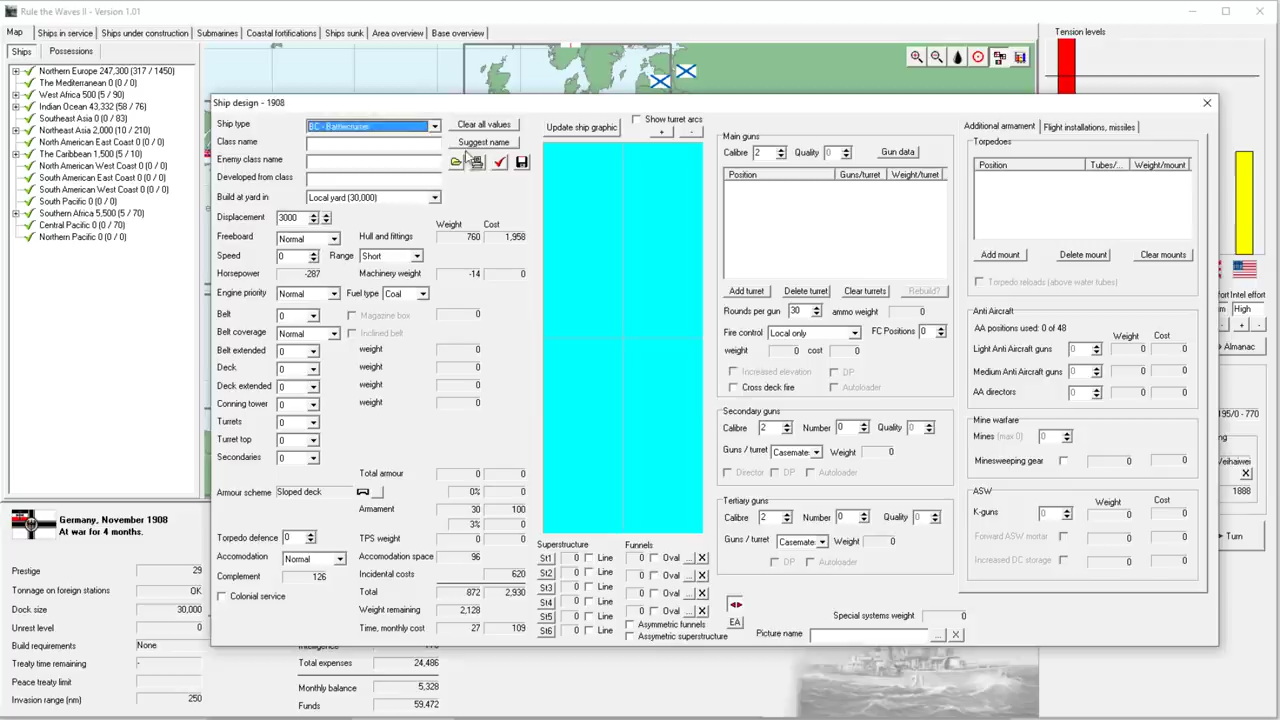 Rule the Waves II - Version 1.01
Map Ships in service Ships under construction Submarines Coastal fortifications Ships sunk Area overview Base overview
Tension levels
Ships Possessions
Northern Europe 247,300 (317 / 1450)
The Mediterranean 0 (0 / 0)
West Africa 500 (5 / 90)
Indian Ocean 43,332 (58 / 76)
Southeast Asia 0 (0 / 83)
Northeast Asia 2,000 (10 / 210)
North American East Coast 0 (0 / 0)
The Caribbean 1,500 (5 / 10)
North American West Coast 0 (0 / 0)
South American East Coast 0 (0 / 0)
South American West Coast 0 (0 / 0)
South Pacific 0 (0 / 0)
Southern Africa 5,500 (5 / 70)
Central Pacific 0 (0 / 70)
Northern Pacific 0 (0 / 0)
Ship design - 1908
Ship type BC - Battlecruiser Clear all values
Class name Suggest name
Enemy class name
Developed from class
Build at yard in Local yard (30,000)
Displacement 3000
Weight Cost
Freeboard Normal Hull and fittings 760 1,958
Speed 0 Range Short
Horsepower -287 Machinery weight -14 0
Engine priority Normal Fuel type Coal
Belt 0 Magazine box 0
Belt coverage Normal Inclined belt
Belt extended 0 weight 0
Deck 0 weight 0
Deck extended 0 weight 0
Conning tower 0 weight 0
Turrets 0
Turret top 0
Secondaries 0
Total armour 0 0
Armour scheme Sloped deck 0% 0
Armament 30 100
3% 0
Torpedo defence 0 TPS weight 0 0
Accomodation Normal Accomodation space 96
Complement 126 Incidental costs 620
Colonial service Total 872 2,930
Weight remaining 2,128
Time, monthly cost 27 109
Update ship graphic Show turret arcs
+ -
Superstructure Funnels
St1 0 Line 0 Oval ... X
St2 0 Line 0 Oval ... X
St3 0 Line 0 Oval ... X
St4 0 Line 0 Oval ... X
St5 0 Line Asymmetric funnels
St6 0 Line Assymetric superstructure
Main guns
Calibre 2 Quality 0 Gun data
Position Guns/turret Weight/turret
Add turret Delete turret Clear turrets Rebuild?
Rounds per gun 30 ammo weight 0
Fire control Local only FC Positions 0
weight 0 cost 0
Increased elevation DP
Cross deck fire Autoloader
Secondary guns
Calibre 2 Number 0 Quality 0
Guns / turret Casemate Weight 0
Director DP Autoloader
Tertiary guns
Calibre 2 Number 0 Quality 0
Guns / turret Casemate Weight 0
DP Autoloader
EA
Special systems weight 0
Picture name ... X
Additional armament Flight installations, missiles
Torpedoes
Position Tubes/... Weight/mount
Add mount Delete mount Clear mounts
Torpedo reloads (above water tubes)
Anti Aircraft
AA positions used: 0 of 48
Weight Cost
Light Anti Aircraft guns 0 0 0
Medium Anti Aircraft guns 0 0 0
AA directors 0 0 0
Mine warfare
Mines (max 0) 0
Minesweeping gear 0 0
ASW
Weight Cost
K-guns 0 0 0
Forward ASW mortar 0 0
Increased DC storage 0 0
Intel effort
High
- + -
Almanac
195/0 - 770
Weihaiwei
X
1888
Turn
Germany, November 1908
At war for 4 months.
Prestige 29
Tonnage on foreign stations OK
Dock size 30,000
Unrest level 0
Build requirements None
Treaty time remaining -
Peace treaty limit
Invasion range (nm) 250
Total expenses 24,486
Monthly balance 5,328
Funds 59,472